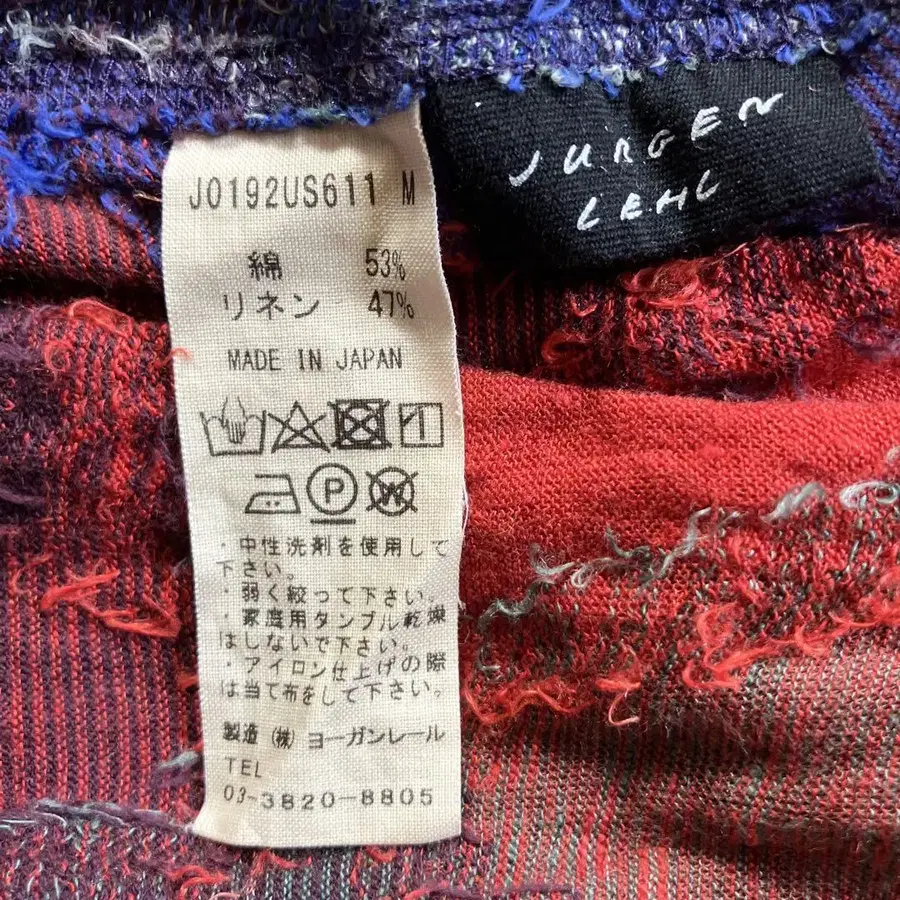 JURGEN
LEHL
J0192US611 M
綿 53%
リネン 47%
MADE IN JAPAN
P W
・中性洗剤を使用して
下さい。
・弱く絞って下さい。
・家庭用タンブル乾燥
はしないで下さい。
・アイロン仕上げの際
は当て布をして下さい。
製造 (株) ヨーガンレール
TEL
03-3820-8805